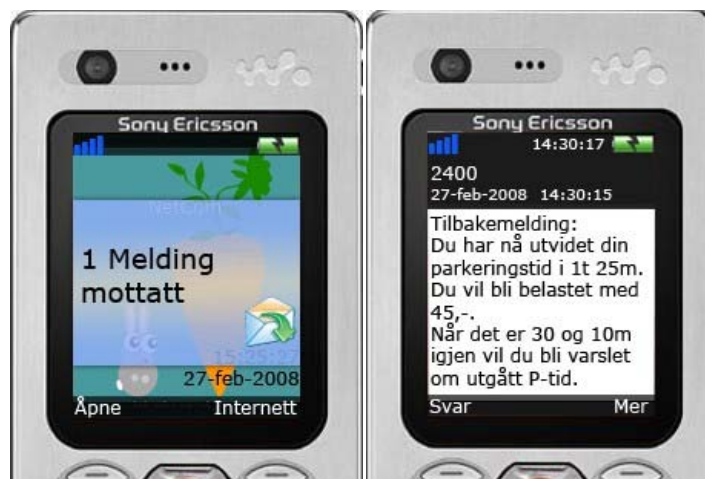 Sony Ericsson
NetCom
1 Melding
mottatt
15:25:27
27-feb-2008
Åpne Internett
Sony Ericsson
14:30:17
2400
27-feb-2008 14:30:15
Tilbakemelding:
Du har nå utvidet din
parkeringstid i 1t 25m.
Du vil bli belastet med
45,-.
Når det er 30 og 10m
igjen vil du bli varslet
om utgått P-tid.
Svar Mer